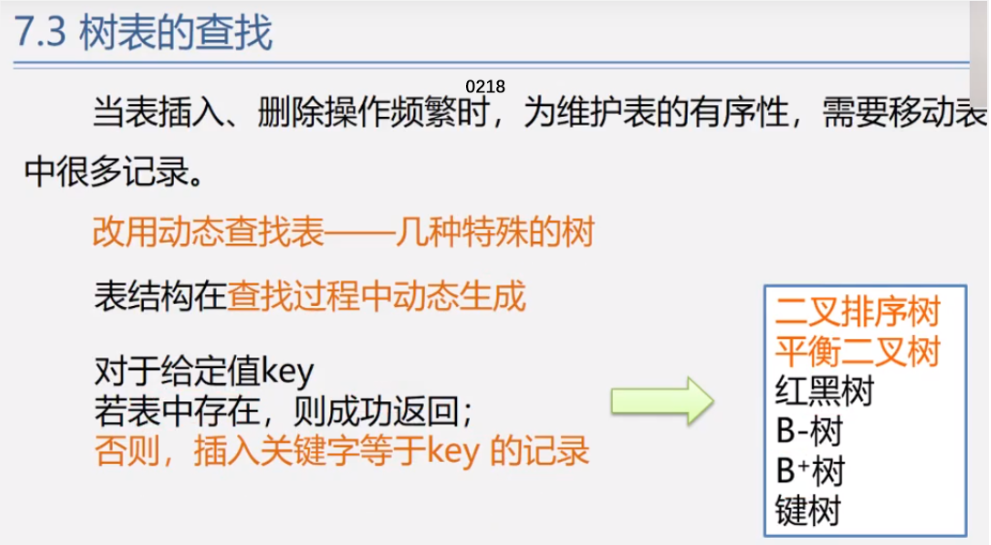 7.3 树表的查找
0218
当表插入、删除操作频繁时，为维护表的有序性，需要移动表
中很多记录。
改用动态查找表——几种特殊的树
表结构在查找过程中动态生成
对于给定值key
若表中存在，则成功返回；
否则，插入关键字等于key 的记录
二叉排序树
平衡二叉树
红黑树
B-树
B⁺树
键树